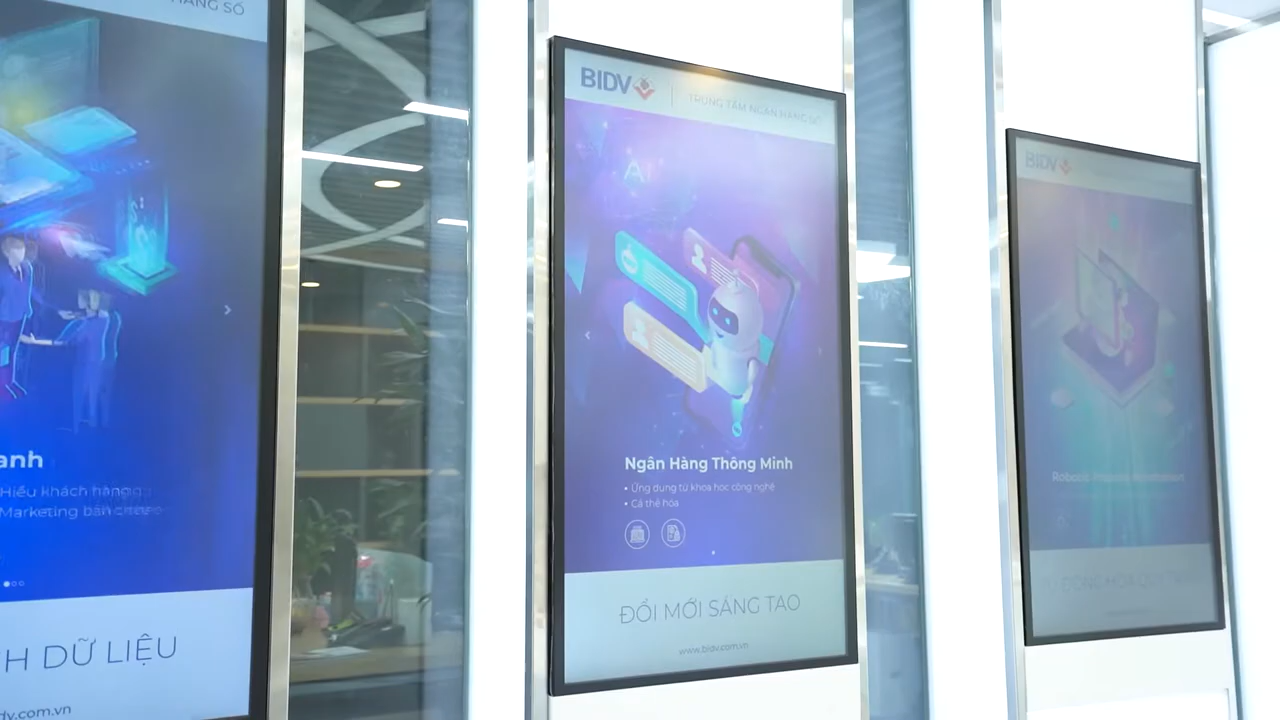 HÀNG SỐ
anh
Hiểu khách hàng
Marketing bán chéo
H DỮ LIỆU
dv.com.vn
BIDV
TRUNG TÂM NGÂN HÀNG SỐ
AI
Ngân Hàng Thông Minh
• Ứng dụng từ khoa học công nghệ
• Cá thể hóa
ĐỔI MỚI SÁNG TẠO
www.bidv.com.vn
BIDV